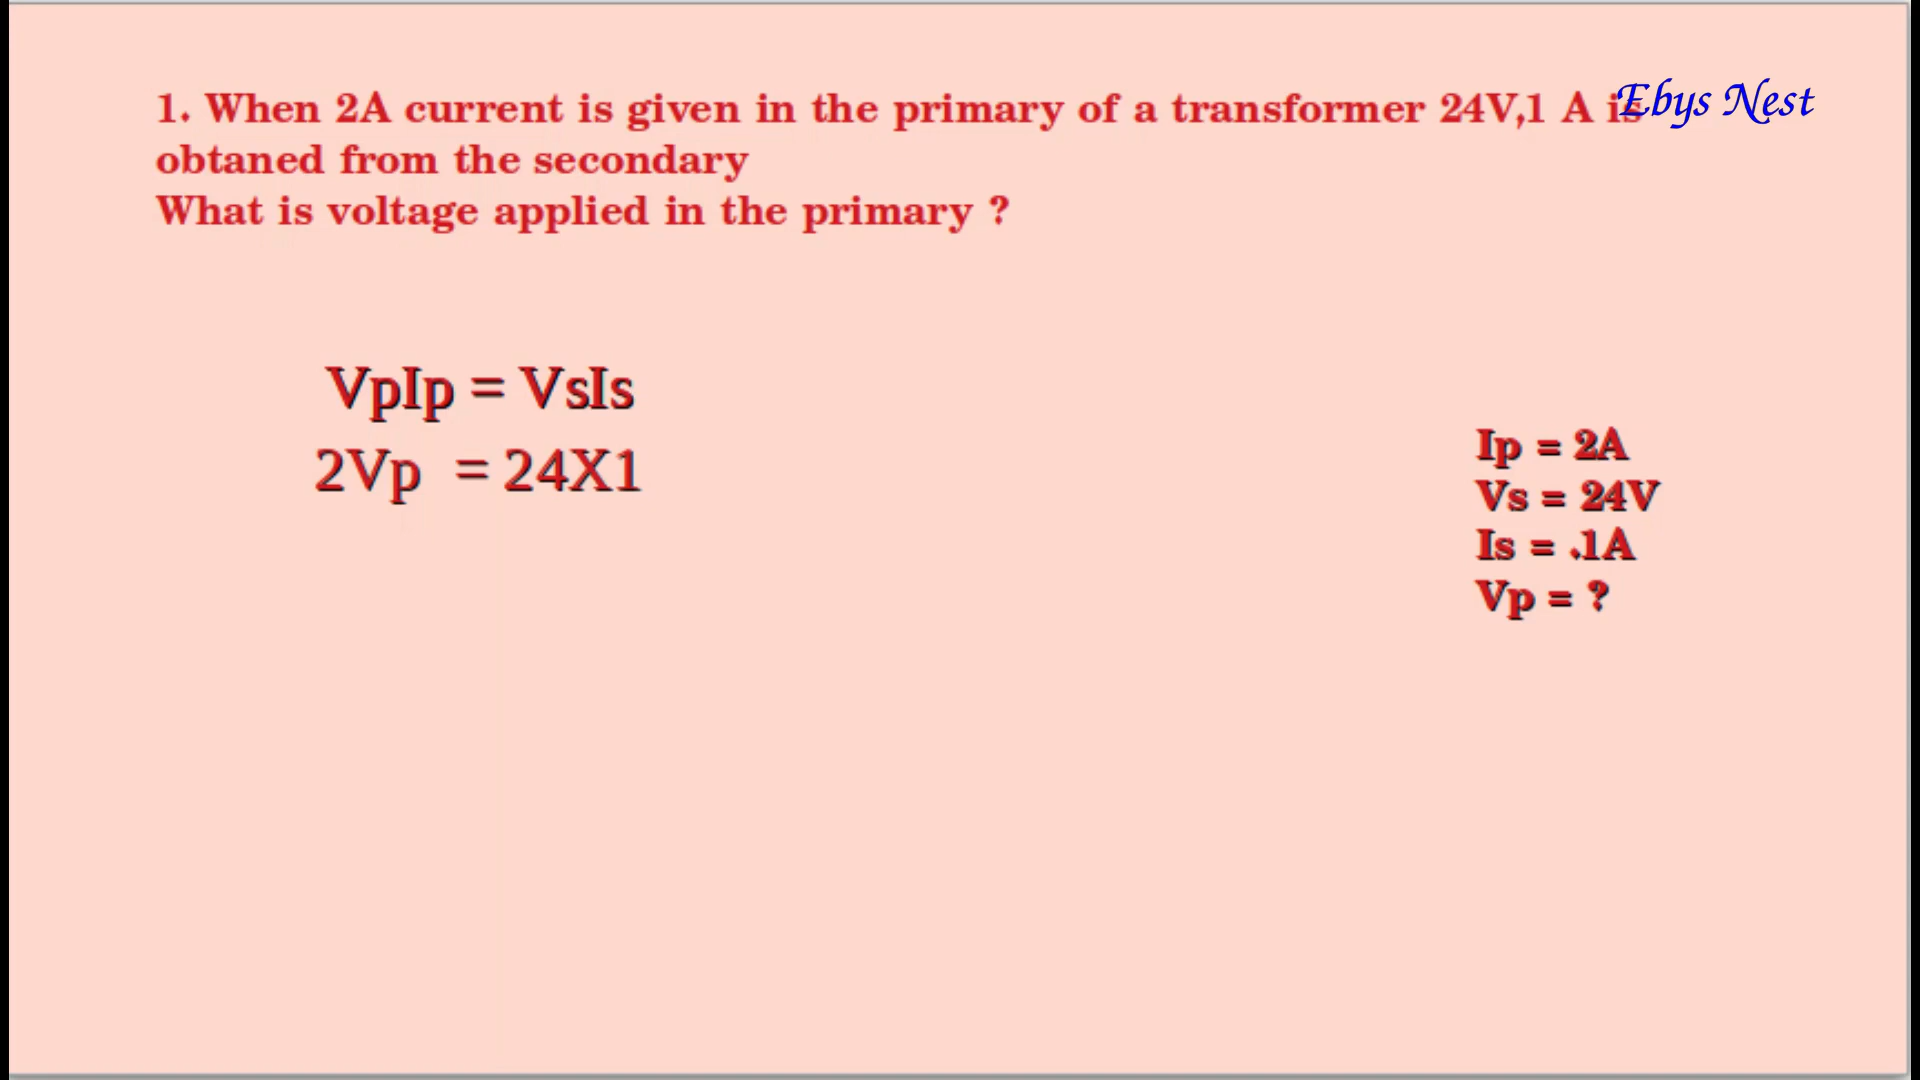 1. When 2A current is given in the primary of a transformer 24V,1 A is
Ebys Nest
obtaned from the secondary
What is voltage applied in the primary ?
VpIp = VsIs
2Vp = 24X1
Ip = 2A
Vs = 24V
Is = .1A
Vp = ?